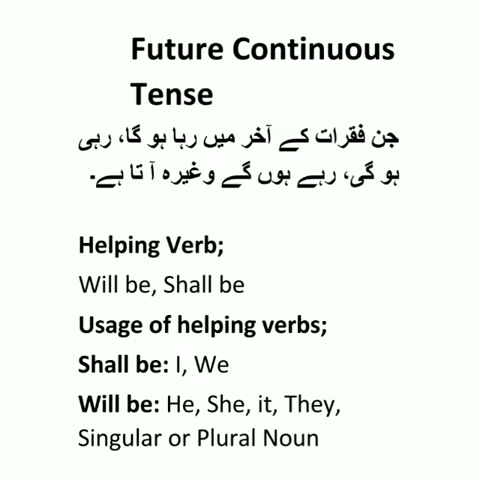 Future Continuous
Tense
جن فقرات کے آخر میں رہا ہو گا، رہی
ہو گی، رہے ہوں گے وغیرہ آ تا ہے۔
Helping Verb;
Will be, Shall be
Usage of helping verbs;
Shall be: I, We
Will be: He, She, it, They,
Singular or Plural Noun